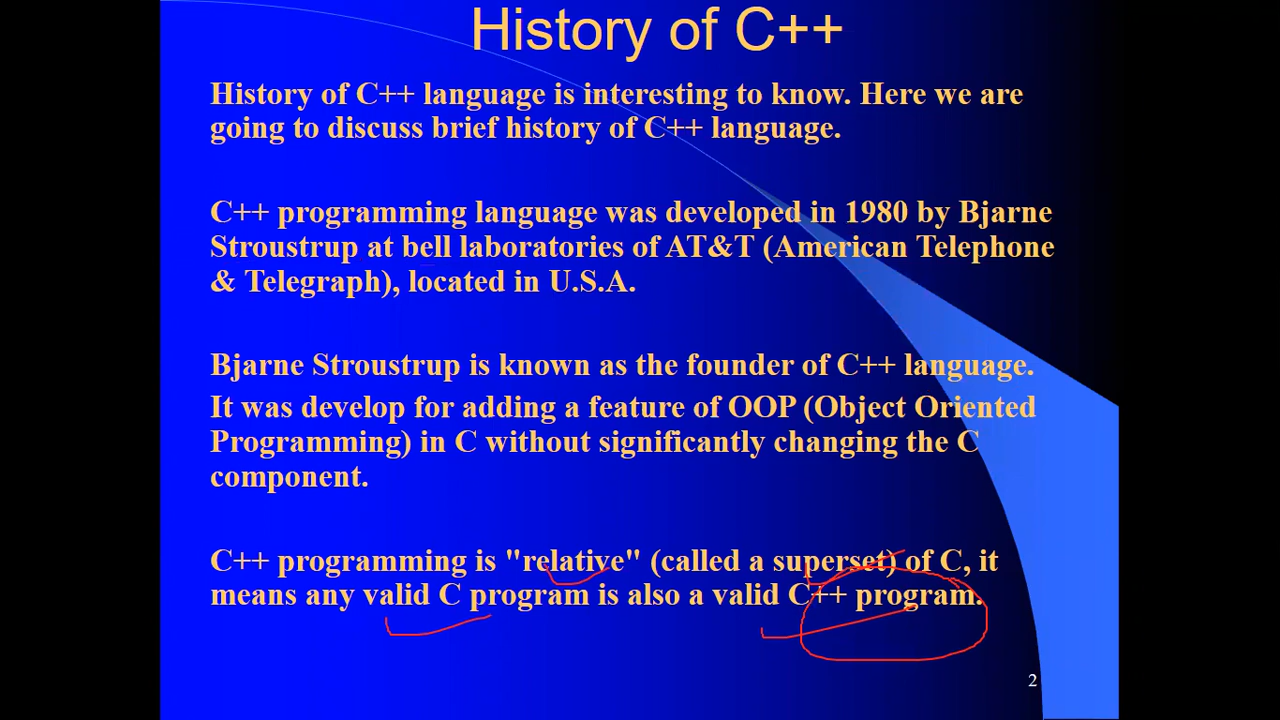 History of C++
History of C++ language is interesting to know. Here we are
going to discuss brief history of C++ language.
C++ programming language was developed in 1980 by Bjarne
Stroustrup at bell laboratories of AT&T (American Telephone
& Telegraph), located in U.S.A.
Bjarne Stroustrup is known as the founder of C++ language.
It was develop for adding a feature of OOP (Object Oriented
Programming) in C without significantly changing the C
component.
C++ programming is "relative" (called a superset) of C, it
means any valid C program is also a valid C++ program.
2